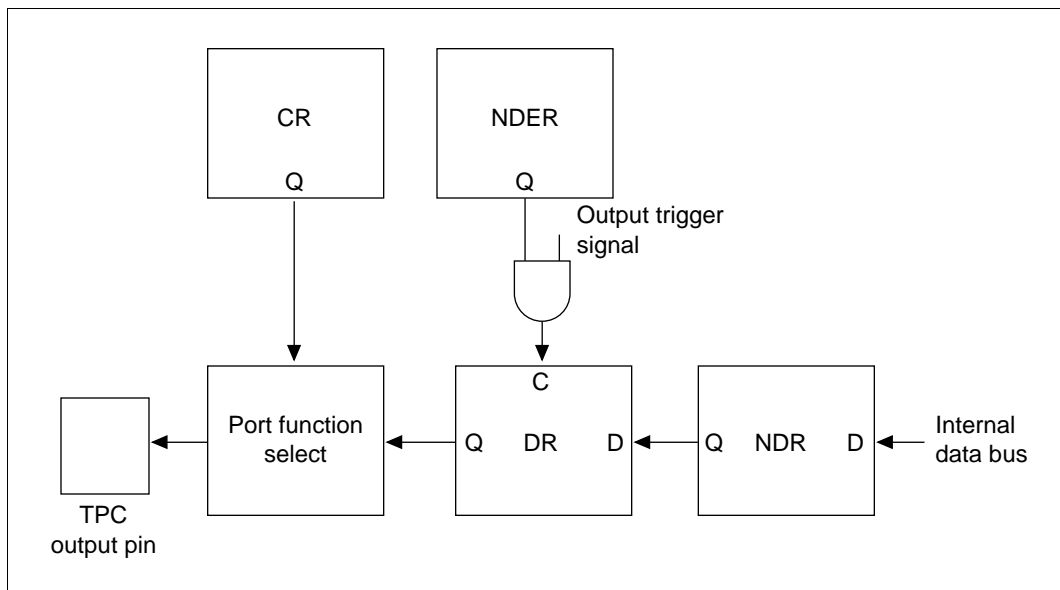 CR
Q
NDER
Q
Output trigger
signal
C
Port function
select
Q DR D
Q NDR D
Internal
data bus
TPC
output pin